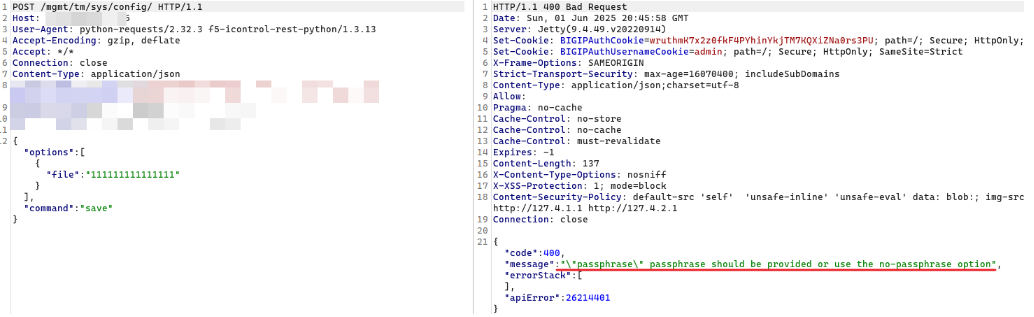 1 POST /mgmt/tm/sys/config/ HTTP/1.1
2 Host: 5
3 User-Agent: python-requests/2.32.3 f5-icontrol-rest-python/1.3.13
4 Accept-Encoding: gzip, deflate
5 Accept: */*
6 Connection: close
7 Content-Type: application/json
8
9
10
11
12 {
"options":[
{
"file":"111111111111111"
}
],
"command":"save"
}
1 HTTP/1.1 400 Bad Request
2 Date: Sun, 01 Jun 2025 20:45:58 GMT
3 Server: Jetty(9.4.49.v20220914)
4 Set-Cookie: BIGIPAuthCookie=wruthmK7x2z0fkF4PYhinYkjTM7KQXiZNa0rs3PU; path=/; Secure; HttpOnly;
5 Set-Cookie: BIGIPAuthUsernameCookie=admin; path=/; Secure; HttpOnly; SameSite=Strict
6 X-Frame-Options: SAMEORIGIN
7 Strict-Transport-Security: max-age=16070400; includeSubDomains
8 Content-Type: application/json;charset=utf-8
9 Allow:
10 Pragma: no-cache
11 Cache-Control: no-store
12 Cache-Control: no-cache
13 Cache-Control: must-revalidate
14 Expires: -1
15 Content-Length: 137
16 X-Content-Type-Options: nosniff
17 X-XSS-Protection: 1; mode=block
18 Content-Security-Policy: default-src 'self' 'unsafe-inline' 'unsafe-eval' data: blob:; img-src
http://127.4.1.1 http://127.4.2.1
19 Connection: close
20
21 {
"code":400,
"message":"\"passphrase\" passphrase should be provided or use the no-passphrase option",
"errorStack":[
],
"apiError":26214401
}